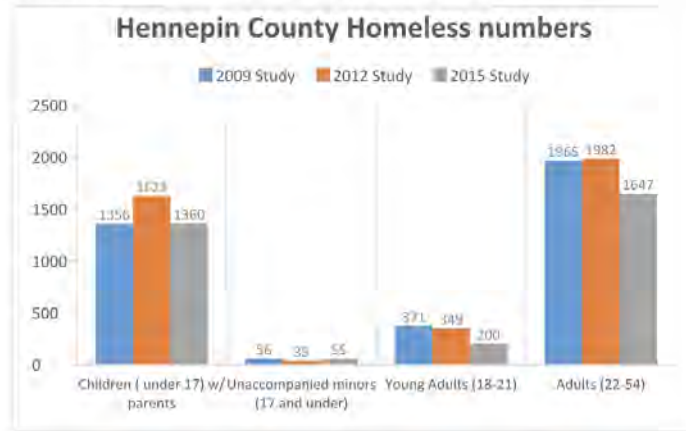 Hennepin County Homeless numbers
2009 Study 2012 Study 2015 Study
2500
2000
1500
1000
500
0
1356 1623 1360
56 55
371 349 200
1965 1982 1647
Children ( under 17) w/ parents
Unaccompanied minors (17 and under)
Young Adults (18-21)
Adults (22-54)